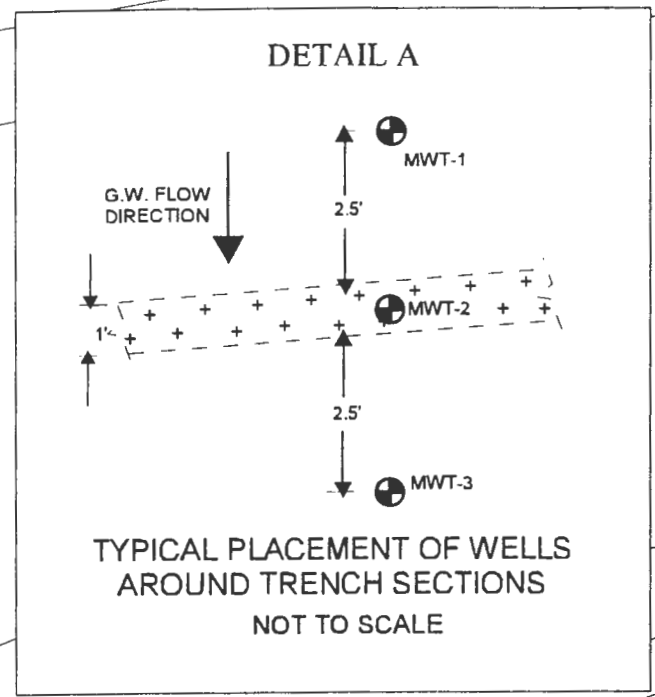 DETAIL A
MWT-1
G.W. FLOW
DIRECTION
2.5'
MWT-2
1'
2.5'
MWT-3
TYPICAL PLACEMENT OF WELLS
AROUND TRENCH SECTIONS
NOT TO SCALE